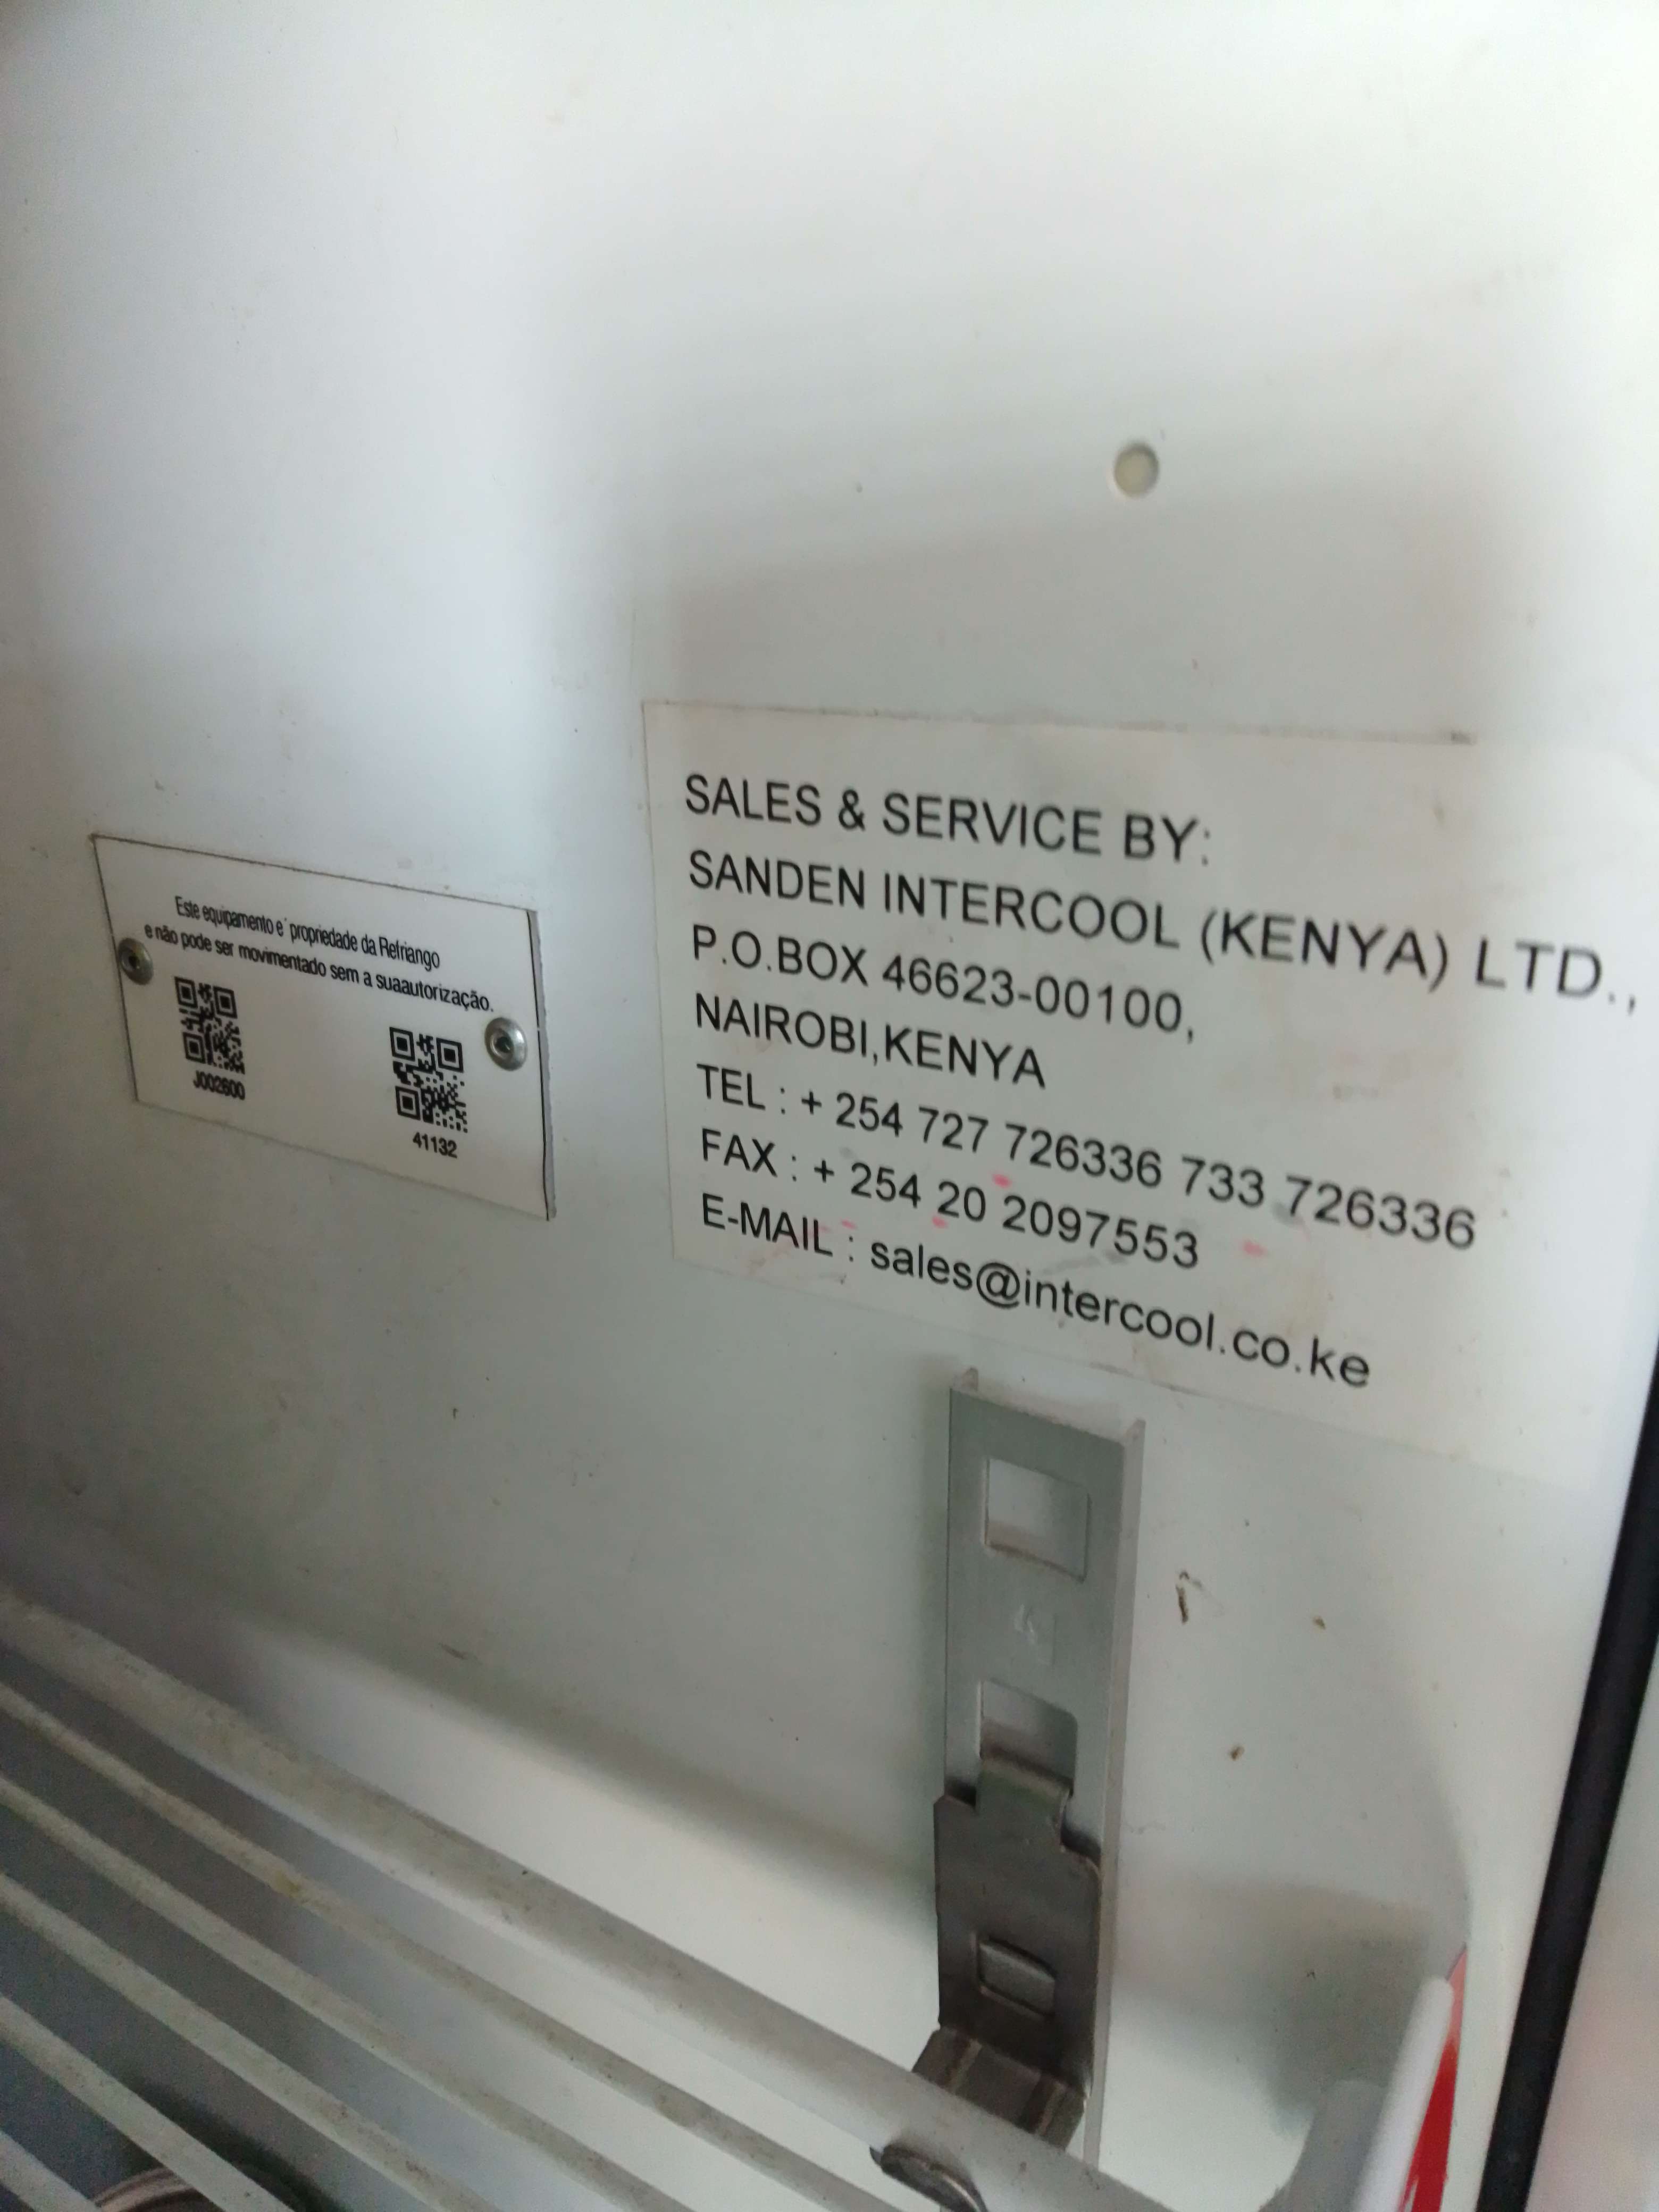 Este equipamento e´ propriedade da Refriango
e não pode ser movimentado sem a suaautorização.
J002600
41132
SALES & SERVICE BY:
SANDEN INTERCOOL (KENYA) LTD.,
P.O.BOX 46623-00100,
NAIROBI,KENYA
TEL : + 254 727 726336 733 726336
FAX : + 254 20 2097553
E-MAIL : sales@intercool.co.ke